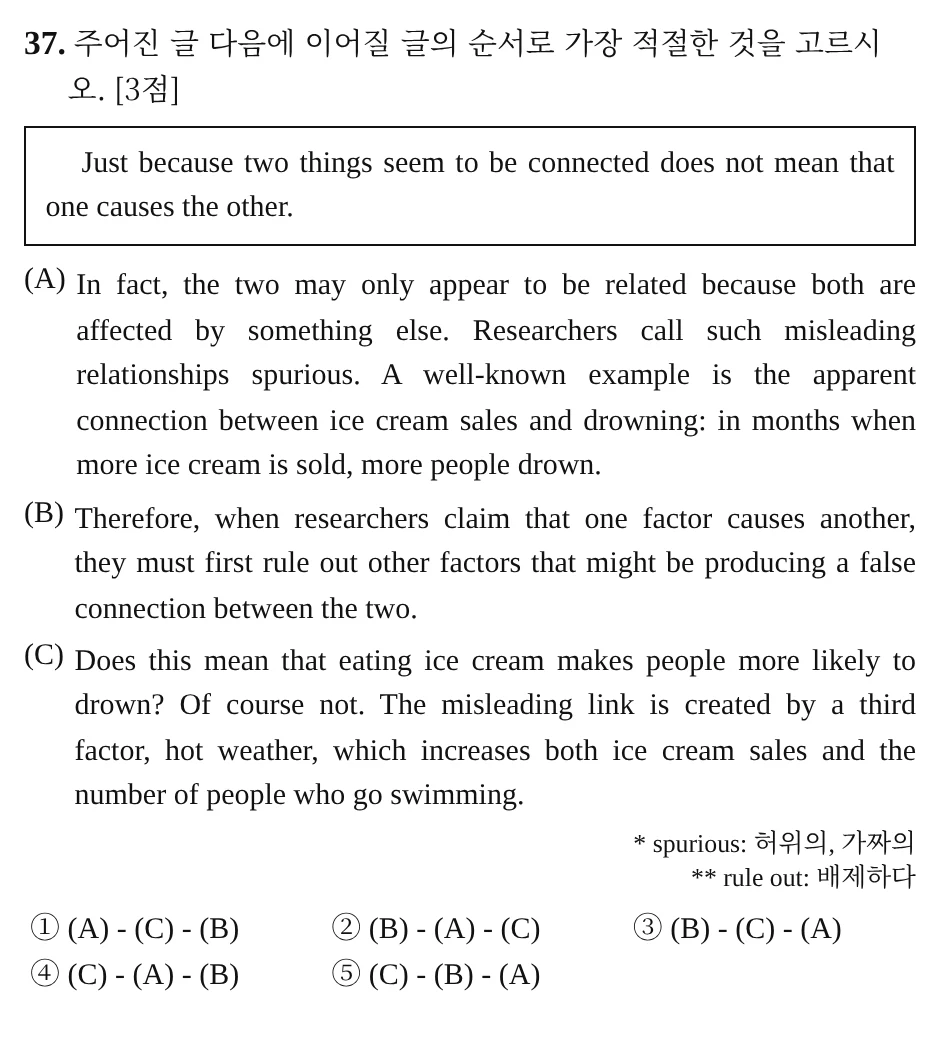 37. 주어진 글 다음에 이어질 글의 순서로 가장 적절한 것을 고르시
오. [3점]
Just because two things seem to be connected does not mean that
one causes the other.
(A) In fact, the two may only appear to be related because both are
affected by something else. Researchers call such misleading
relationships spurious. A well-known example is the apparent
connection between ice cream sales and drowning: in months when
more ice cream is sold, more people drown.
(B) Therefore, when researchers claim that one factor causes another,
they must first rule out other factors that might be producing a false
connection between the two.
(C) Does this mean that eating ice cream makes people more likely to
drown? Of course not. The misleading link is created by a third
factor, hot weather, which increases both ice cream sales and the
number of people who go swimming.
* spurious: 허위의, 가짜의
** rule out: 배제하다
① (A) - (C) - (B) ② (B) - (A) - (C) ③ (B) - (C) - (A)
④ (C) - (A) - (B) ⑤ (C) - (B) - (A)